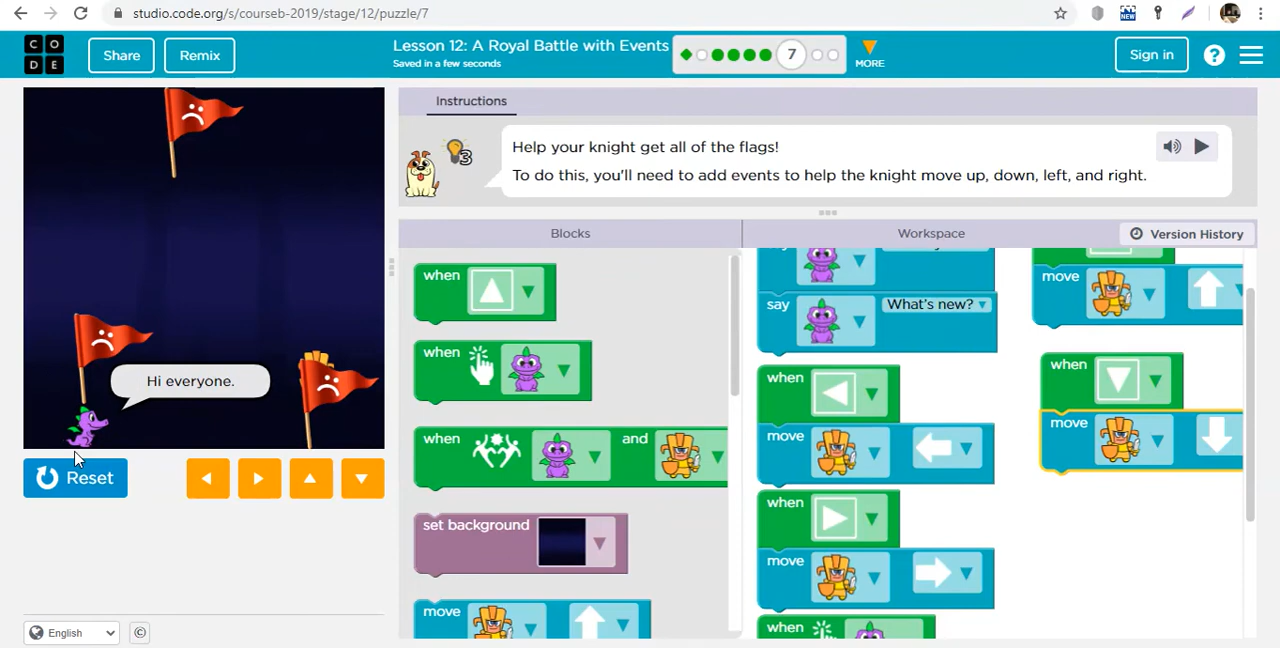 studio.code.org/s/courseb-2019/stage/12/puzzle/7
NEW
C O
D E
Share
Remix
Lesson 12: A Royal Battle with Events
Saved in a few seconds
7
MORE
Sign in
?
Instructions
3
Help your knight get all of the flags!
To do this, you'll need to add events to help the knight move up, down, left, and right.
Blocks
Workspace
Version History
when
when
when
and
set background
move
say
What's new?
when
move
when
move
when
move
when
move
Hi everyone.
Reset
English
©